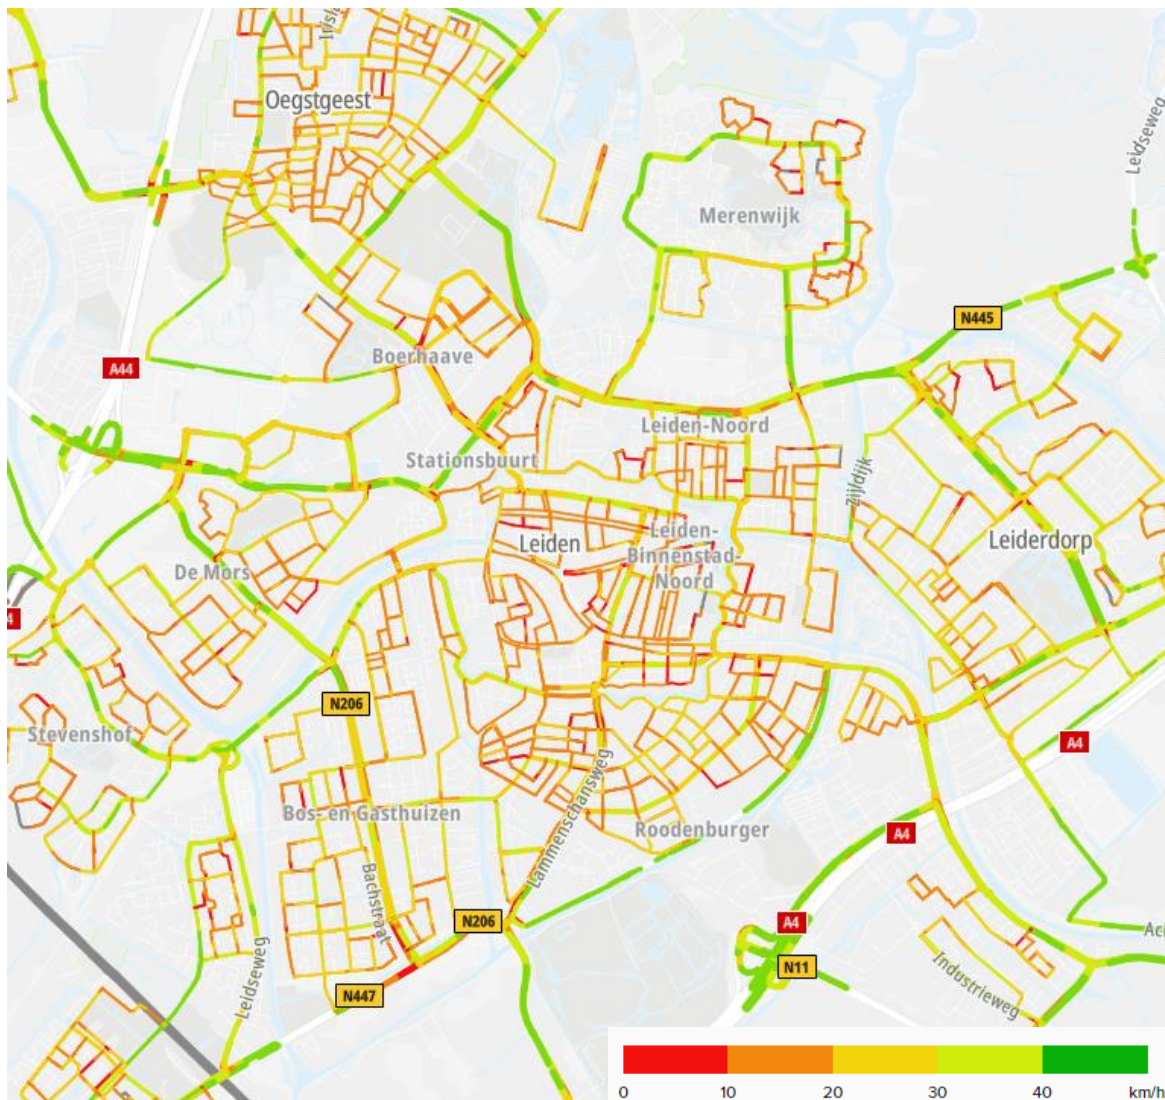 Oegstgeest
Leidseweg
Merenwijk
N445
A44
Boerhaave
Leiden-Noord
Stationsbuurt
Zijldijk
Leiden
Leiden-
Binnenstad
Noord
Leiderdorp
De Mors
4
N206
Stevenshof
A4
Bos- en Gasthuizen
Lammenschansweg
Roodenburger
A4
Bachstraat
N206
A4
Leidseweg
N11
Industrieweg
N447
0 10 20 30 40 km/h